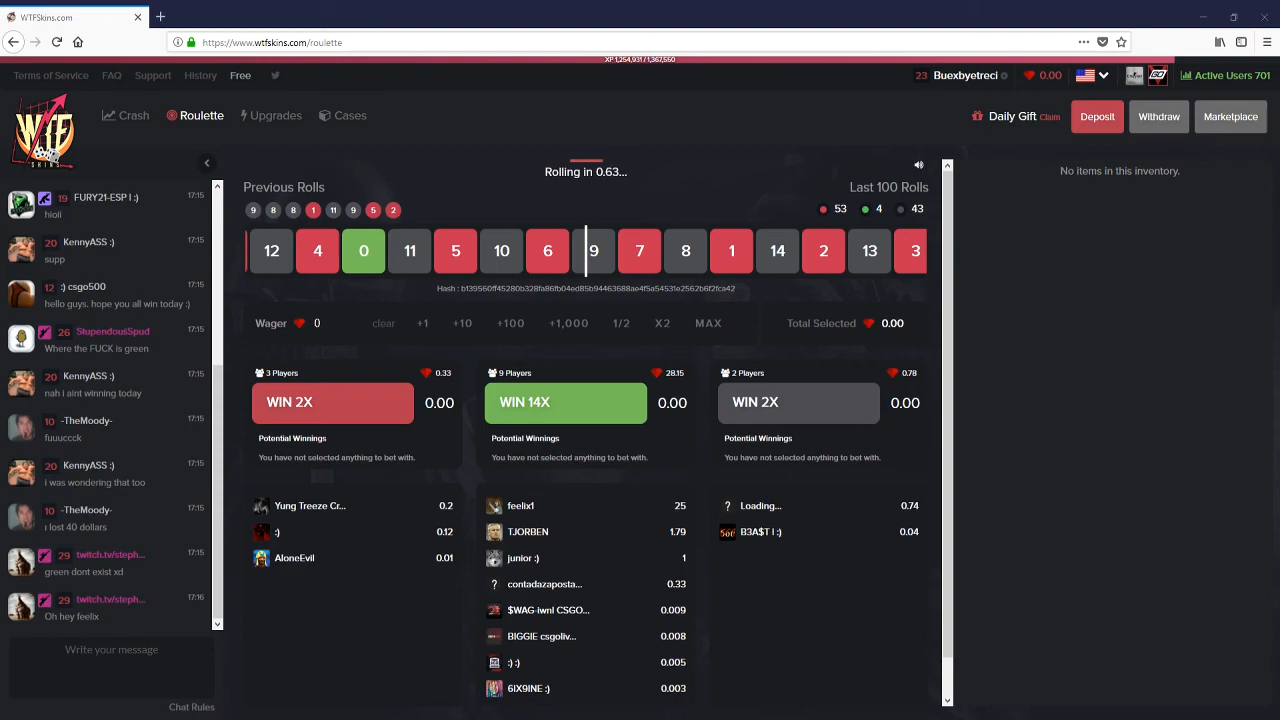 WTFSkins.com
https://www.wtfskins.com/roulette
XP 1,254,931 / 1,367,550
Terms of Service FAQ Support History Free
23 Buexbyetreci 0 0.00 Active Users 701
WTF SKINS
Crash Roulette Upgrades Cases
Daily Gift Claim Deposit Withdraw Marketplace
19 FURY21-ESP | :) 17:15
hioli
20 KennyASS :) 17:15
supp
12 :) csgo500 17:15
hello guys. hope you all win today :)
26 StupendousSpud 17:15
Where the FUCK is green
20 KennyASS :) 17:15
nah i aint winning today
10 -TheMoody- 17:15
fuuuccck
20 KennyASS :) 17:15
i was wondering that too
10 -TheMoody- 17:15
i lost 40 dollars
29 twitch.tv/steph... 17:15
green dont exist xd
29 twitch.tv/steph... 17:16
Oh hey feelix
Write your message
Chat Rules
Rolling in 0.63...
Previous Rolls Last 100 Rolls
9 8 8 1 11 9 5 2 53 4 43
12 4 0 11 5 10 6 9 7 8 1 14 2 13 3
Hash : b139560ff45280b328fa86fb04ed85b94463688ae4f5a54531e2562b6f2fca42
Wager 0 clear +1 +10 +100 +1,000 1/2 X2 MAX Total Selected 0.00
3 Players 0.33
WIN 2X 0.00
Potential Winnings
You have not selected anything to bet with.
Yung Treeze Cr... 0.2
:) 0.12
AloneEvil 0.01
9 Players 28.15
WIN 14X 0.00
Potential Winnings
You have not selected anything to bet with.
feelix1 25
TJORBEN 1.79
junior :) 1
contadazaposta... 0.33
$WAG-iwnl CSGO... 0.009
BIGGIE csgoliv... 0.008
:) :) 0.005
6IX9INE :) 0.003
2 Players 0.78
WIN 2X 0.00
Potential Winnings
You have not selected anything to bet with.
? Loading... 0.74
B3A$T | :) 0.04
No items in this inventory.